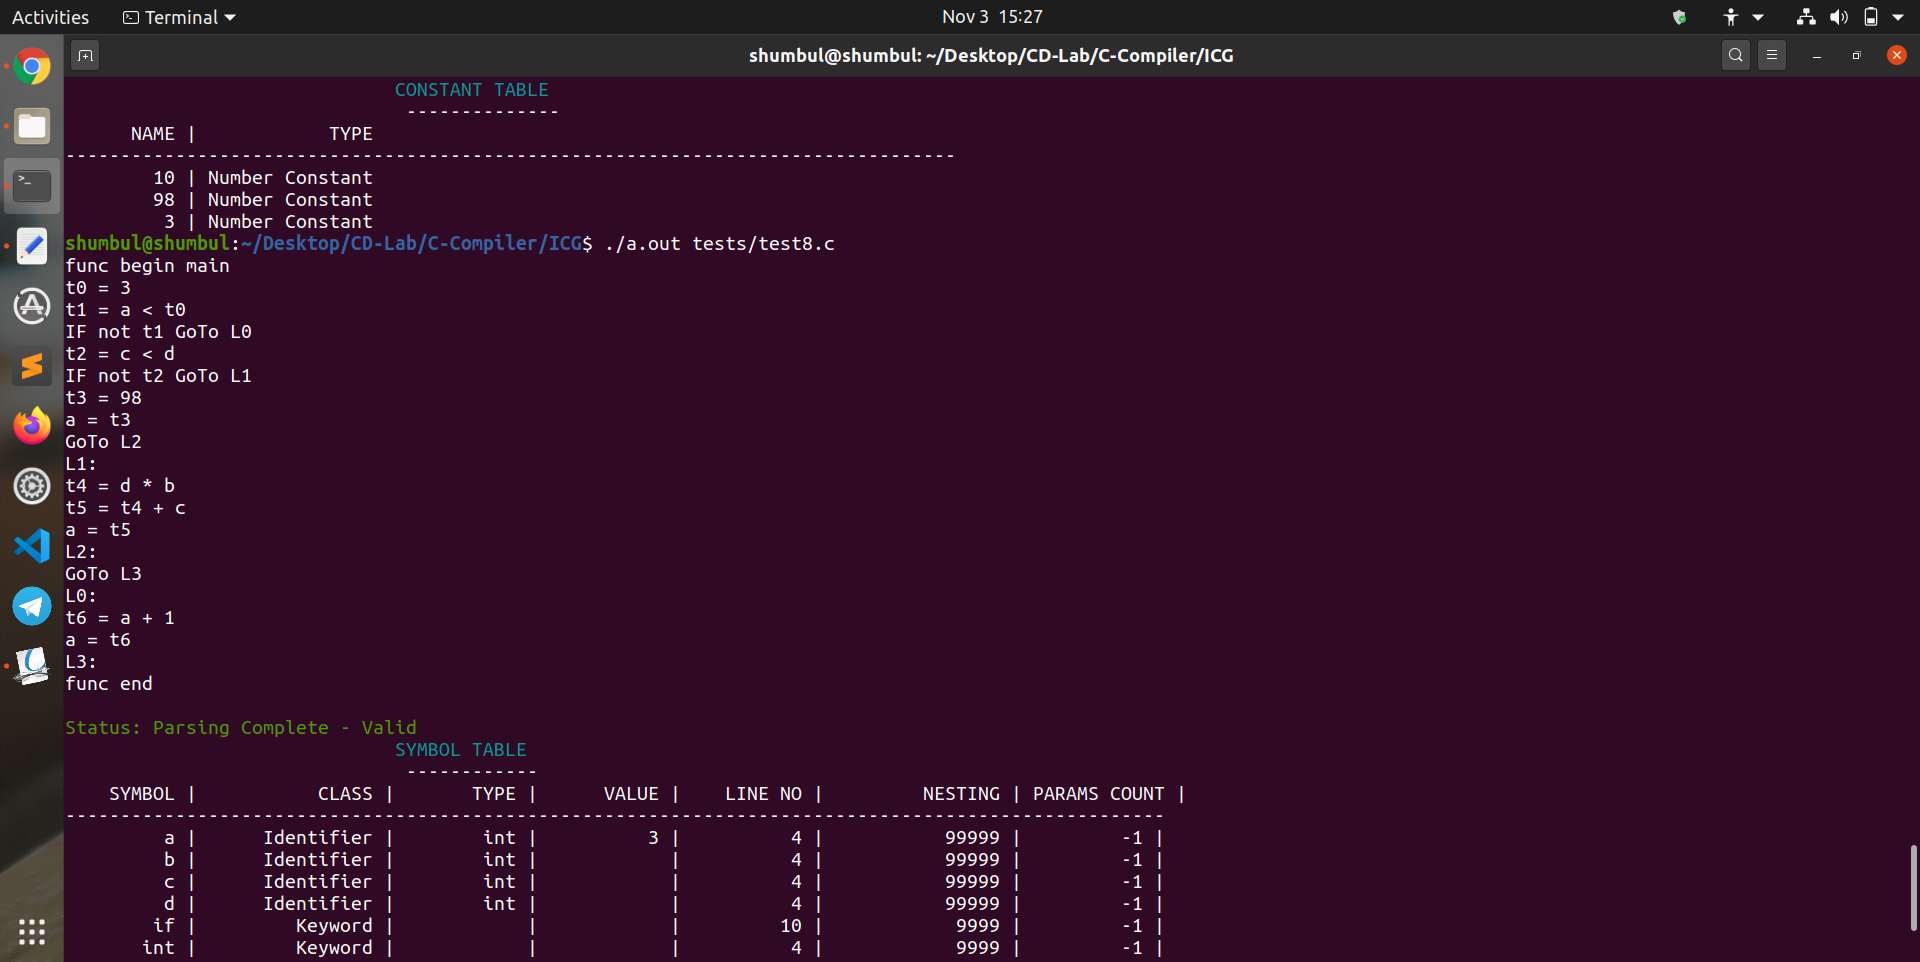 Activities Terminal Nov 3 15:27
shumbul@shumbul: ~/Desktop/CD-Lab/C-Compiler/ICG
CONSTANT TABLE
--------------
NAME | TYPE
---------------------------------------------------------------------------------
10 | Number Constant
98 | Number Constant
3 | Number Constant
shumbul@shumbul:~/Desktop/CD-Lab/C-Compiler/ICG$ ./a.out tests/test8.c
func begin main
t0 = 3
t1 = a < t0
IF not t1 GoTo L0
t2 = c < d
IF not t2 GoTo L1
t3 = 98
a = t3
GoTo L2
L1:
t4 = d * b
t5 = t4 + c
a = t5
L2:
GoTo L3
L0:
t6 = a + 1
a = t6
L3:
func end
Status: Parsing Complete - Valid
SYMBOL TABLE
------------
SYMBOL | CLASS | TYPE | VALUE | LINE NO | NESTING | PARAMS COUNT |
----------------------------------------------------------------------------------------------------
a | Identifier | int | 3 | 4 | 99999 | -1 |
b | Identifier | int | | 4 | 99999 | -1 |
c | Identifier | int | | 4 | 99999 | -1 |
d | Identifier | int | | 4 | 99999 | -1 |
if | Keyword | | | 10 | 9999 | -1 |
int | Keyword | | | 4 | 9999 | -1 |